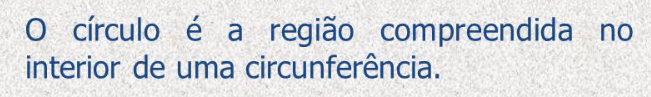 O círculo é a região compreendida no
interior de uma circunferência.